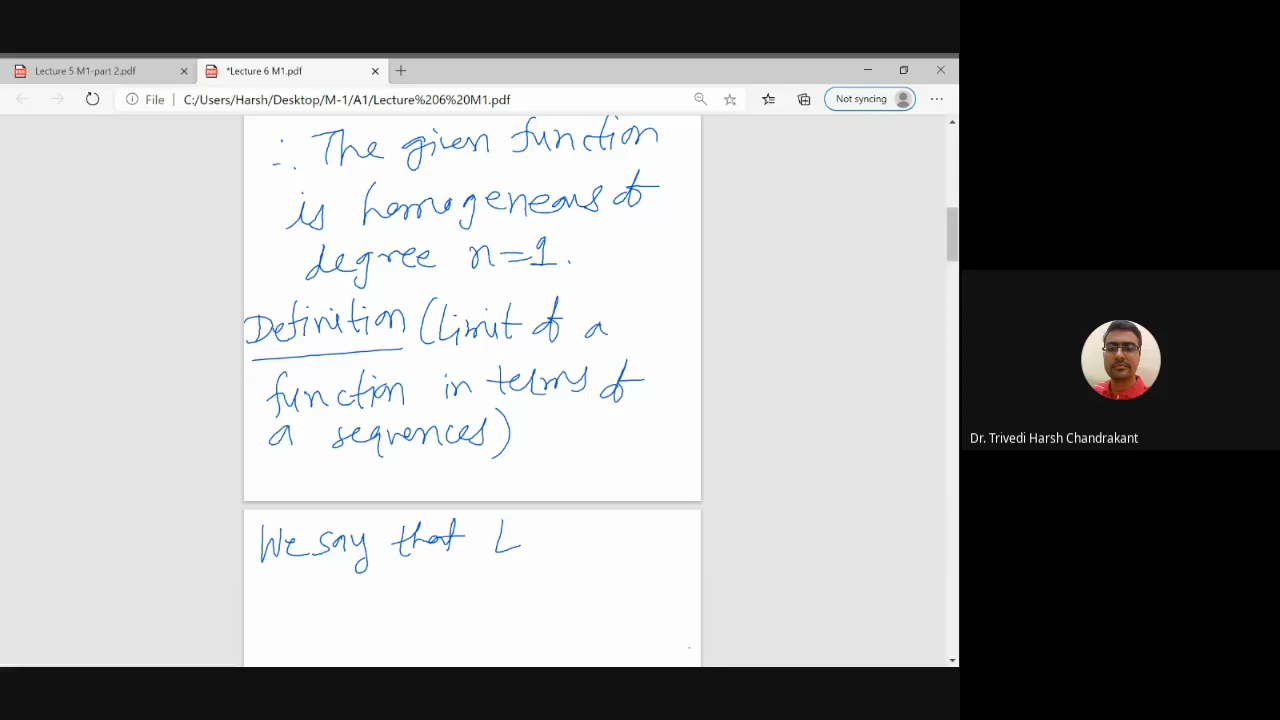 Lecture 5 M1-part 2.pdf
*Lecture 6 M1.pdf
File
C:/Users/Harsh/Desktop/M-1/A1/Lecture%206%20M1.pdf
Not syncing
∴ The given function
is homogeneous of
degree n=1.
Definition (Limit of a
function in terms of
a sequences)
We say that L
Dr. Trivedi Harsh Chandrakant